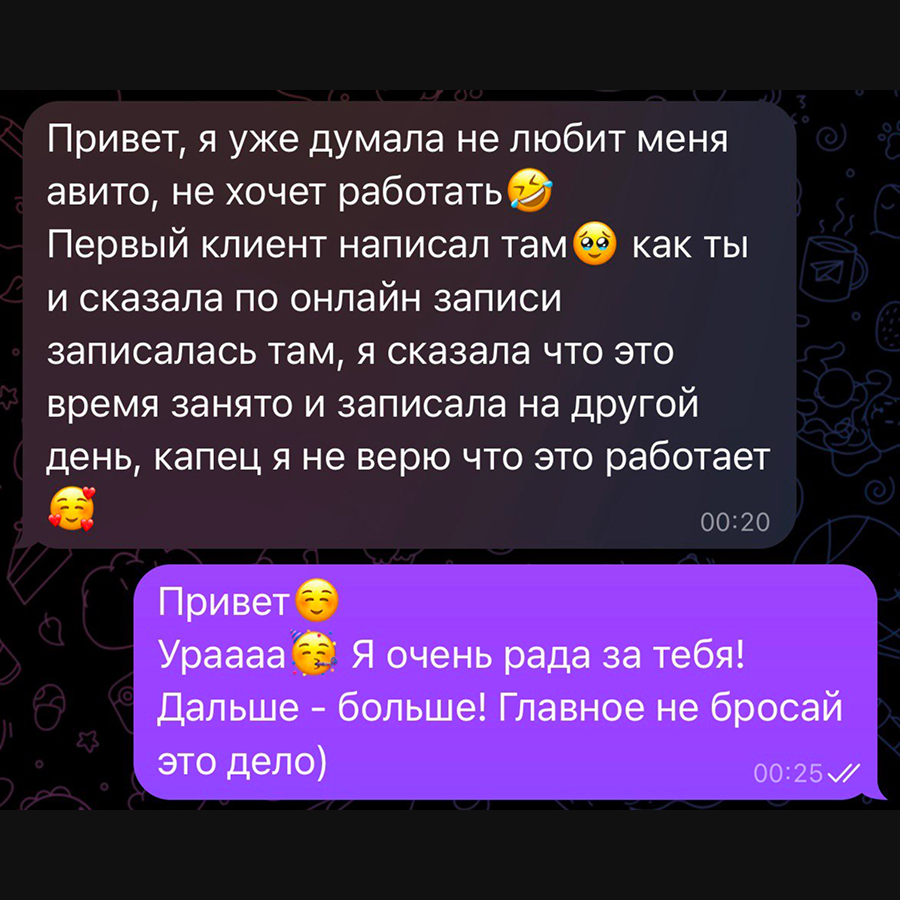 Привет, я уже думала не любит меня
авито, не хочет работать🤣
Первый клиент написал там🥹 как ты
и сказала по онлайн записи
записалась там, я сказала что это
время занято и записала на другой
день, капец я не верю что это работает
🥰
00:20
Привет☺️
Ураааа🥳 Я очень рада за тебя!
Дальше - больше! Главное не бросай
это дело)
00:25